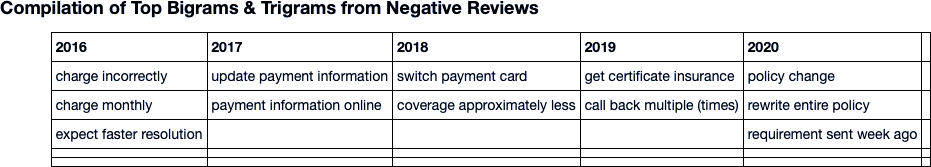 Compilation of Top Bigrams & Trigrams from Negative Reviews
2016 2017 2018 2019 2020
charge incorrectly update payment information switch payment card get certificate insurance policy change
charge monthly payment information online coverage approximately less call back multiple (times) rewrite entire policy
expect faster resolution requirement sent week ago